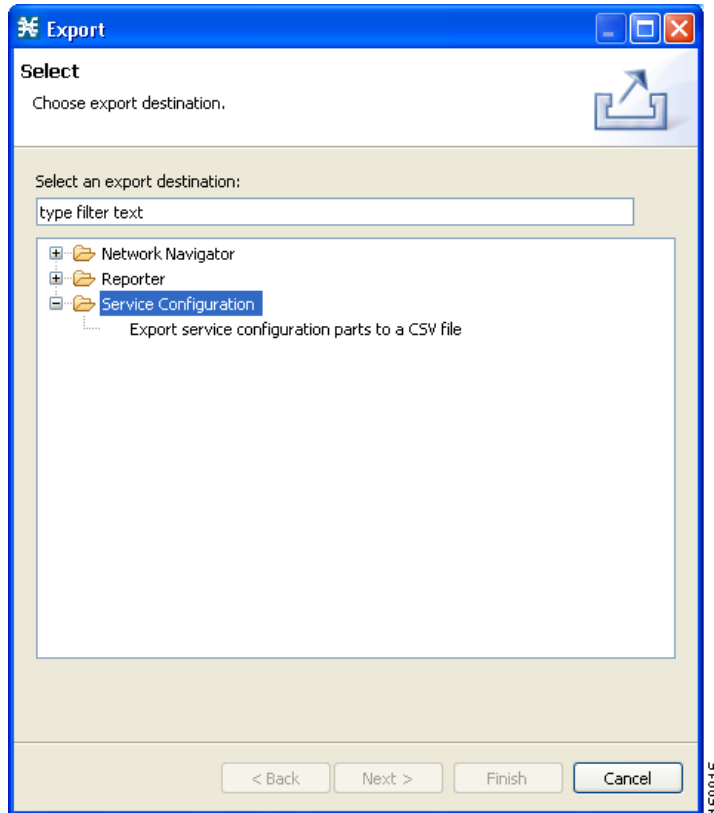 Export
Select
Choose export destination.
Select an export destination:
type filter text
Network Navigator
Reporter
Service Configuration
Export service configuration parts to a CSV file
< Back
Next >
Finish
Cancel